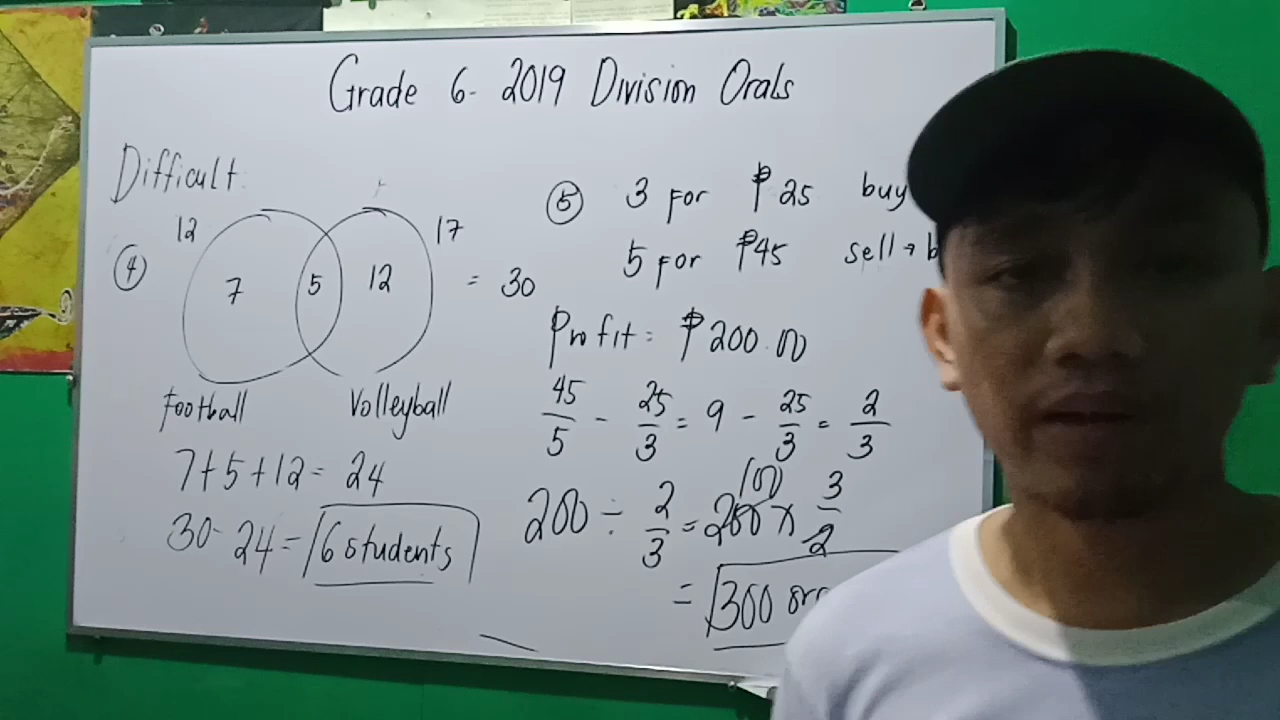 Grade 6- 2019 Division Orals
Difficult:
4
12
17
7
5
12
= 30
Football
Volleyball
7+5+12= 24
30- 24= 6 students
5
3 for ₱25 buy
5 for ₱45 sell →
Profit: ₱200.00
45/5 - 25/3 = 9 - 25/3 = 2/3
100
200 ÷ 2/3 = 200 x 3/2
= 300